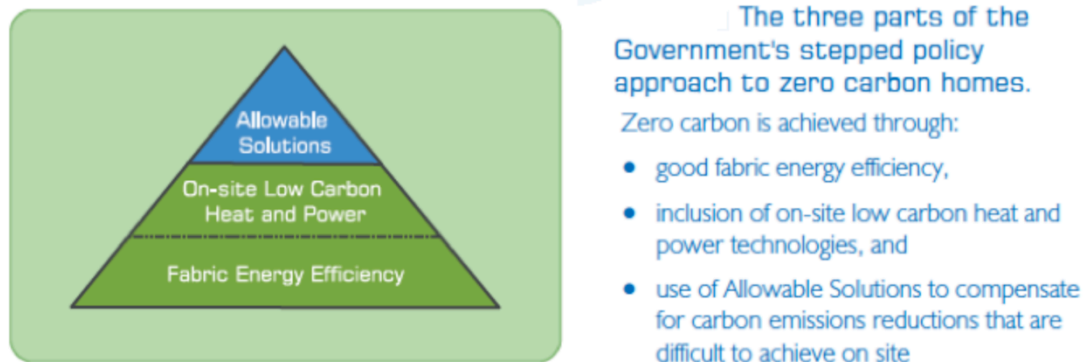 Allowable
Solutions
On-site Low Carbon
Heat and Power
Fabric Energy Efficiency
The three parts of the
Government's stepped policy
approach to zero carbon homes.
Zero carbon is achieved through:
• good fabric energy efficiency,
• inclusion of on-site low carbon heat and
power technologies, and
• use of Allowable Solutions to compensate
for carbon emissions reductions that are
difficult to achieve on site